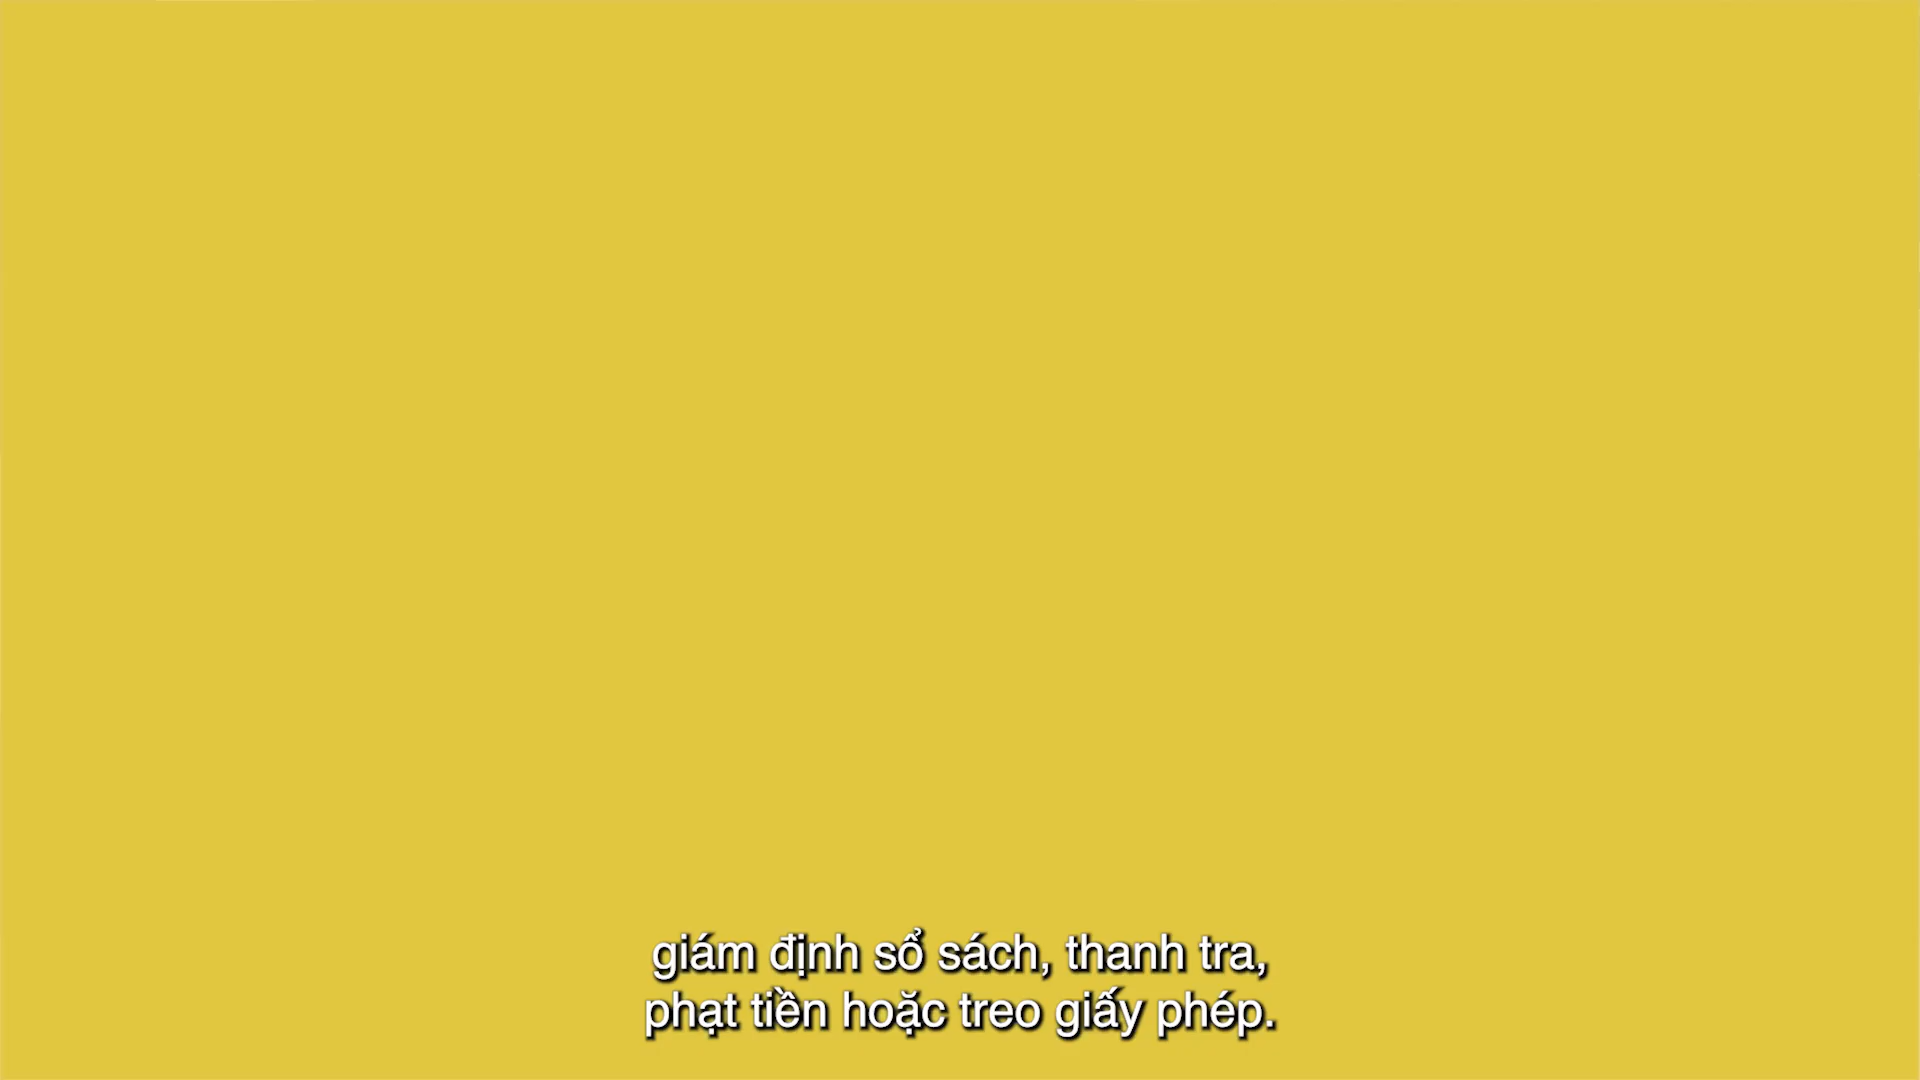 giám định sổ sách, thanh tra,
phạt tiền hoặc treo giấy phép.